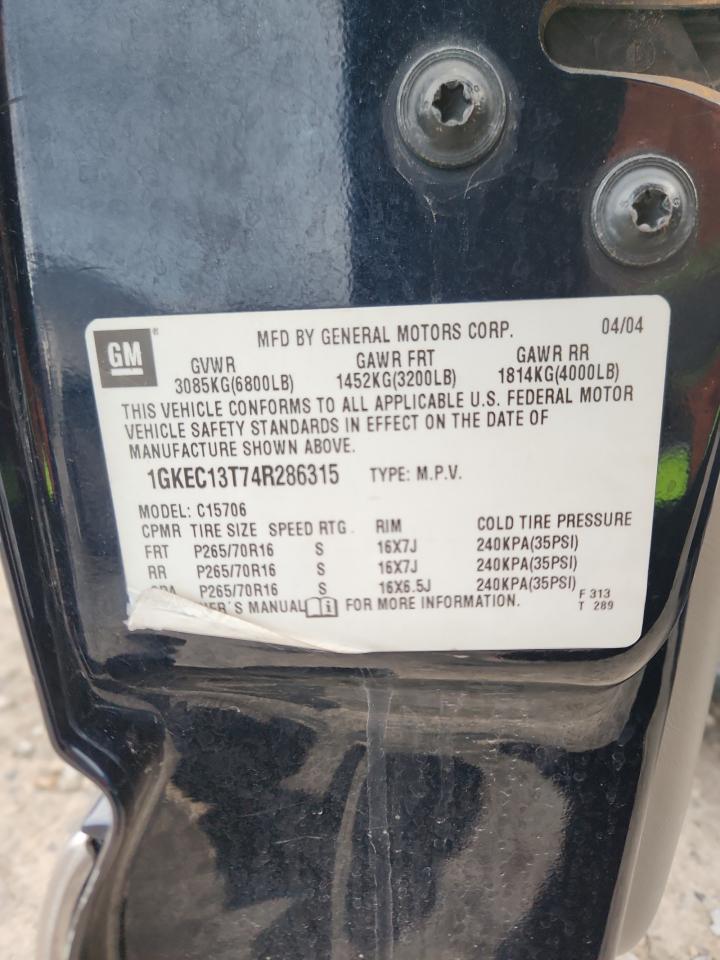 GM ®
MFD BY GENERAL MOTORS CORP. 04/04
GVWR GAWR FRT GAWR RR
3085KG(6800LB) 1452KG(3200LB) 1814KG(4000LB)
THIS VEHICLE CONFORMS TO ALL APPLICABLE U.S. FEDERAL MOTOR
VEHICLE SAFETY STANDARDS IN EFFECT ON THE DATE OF
MANUFACTURE SHOWN ABOVE.
1GKEC13T74R286315 TYPE: M.P.V.
MODEL: C15706
CPMR TIRE SIZE SPEED RTG. RIM COLD TIRE PRESSURE
FRT P265/70R16 S 16X7J 240KPA(35PSI)
RR P265/70R16 S 16X7J 240KPA(35PSI)
P265/70R16 S 16X6.5J 240KPA(35PSI)
MANUAL i FOR MORE INFORMATION.
F 313
T 289